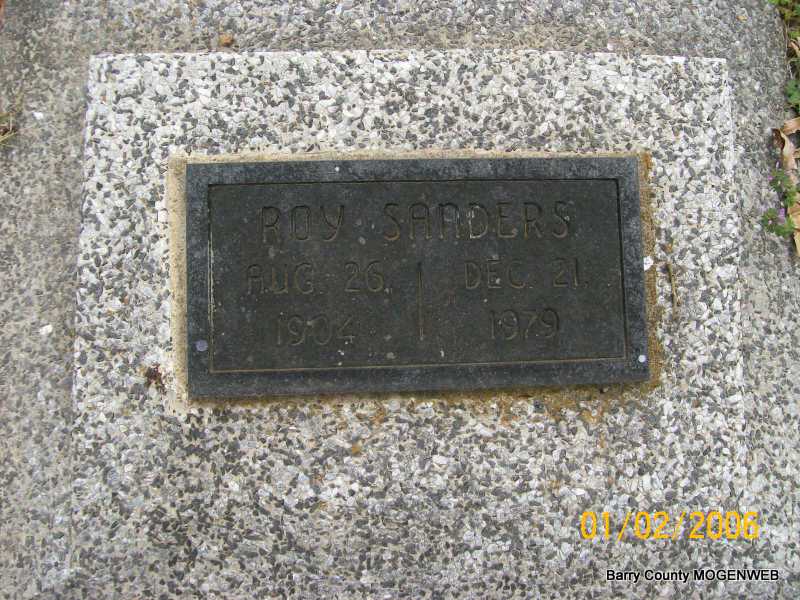 ROY SANDERS
AUG. 26, DEC. 21,
1904 1979
01/02/2006
Barry County MOGENWEB